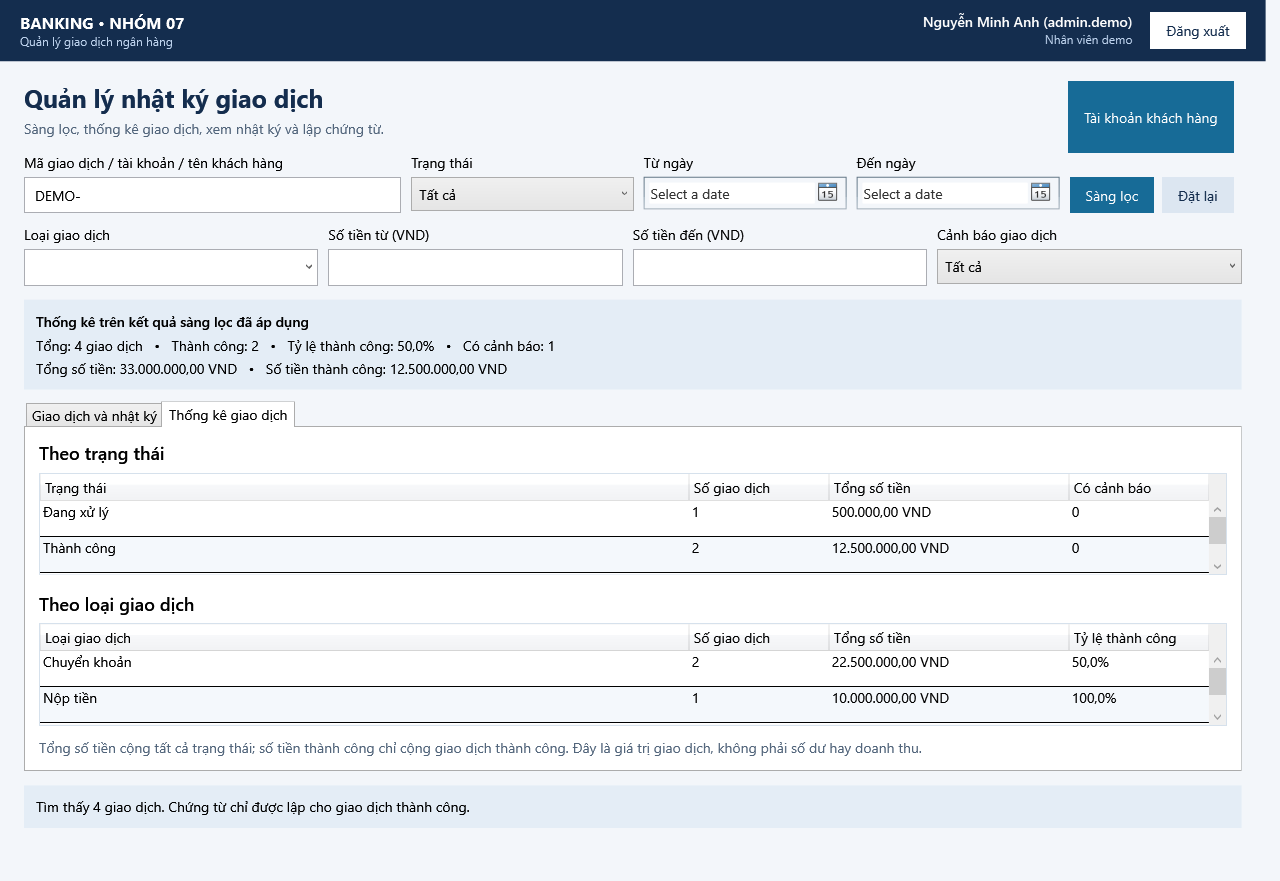 BANKING • NHÓM 07
Quản lý giao dịch ngân hàng
Nguyễn Minh Anh (admin.demo)
Nhân viên demo
Đăng xuất
Quản lý nhật ký giao dịch
Sàng lọc, thống kê giao dịch, xem nhật ký và lập chứng từ.
Tài khoản khách hàng
Mã giao dịch / tài khoản / tên khách hàng
Trạng thái
Từ ngày
Đến ngày
DEMO-
Tất cả
Select a date
15
Select a date
15
Sàng lọc
Đặt lại
Loại giao dịch
Số tiền từ (VND)
Số tiền đến (VND)
Cảnh báo giao dịch
Tất cả
Thống kê trên kết quả sàng lọc đã áp dụng
Tổng: 4 giao dịch • Thành công: 2 • Tỷ lệ thành công: 50,0% • Có cảnh báo: 1
Tổng số tiền: 33.000.000,00 VND • Số tiền thành công: 12.500.000,00 VND
Giao dịch và nhật ký
Thống kê giao dịch
Theo trạng thái
Trạng thái Số giao dịch Tổng số tiền Có cảnh báo
Đang xử lý 1 500.000,00 VND 0
Thành công 2 12.500.000,00 VND 0
Theo loại giao dịch
Loại giao dịch Số giao dịch Tổng số tiền Tỷ lệ thành công
Chuyển khoản 2 22.500.000,00 VND 50,0%
Nộp tiền 1 10.000.000,00 VND 100,0%
Tổng số tiền cộng tất cả trạng thái; số tiền thành công chỉ cộng giao dịch thành công. Đây là giá trị giao dịch, không phải số dư hay doanh thu.
Tìm thấy 4 giao dịch. Chứng từ chỉ được lập cho giao dịch thành công.